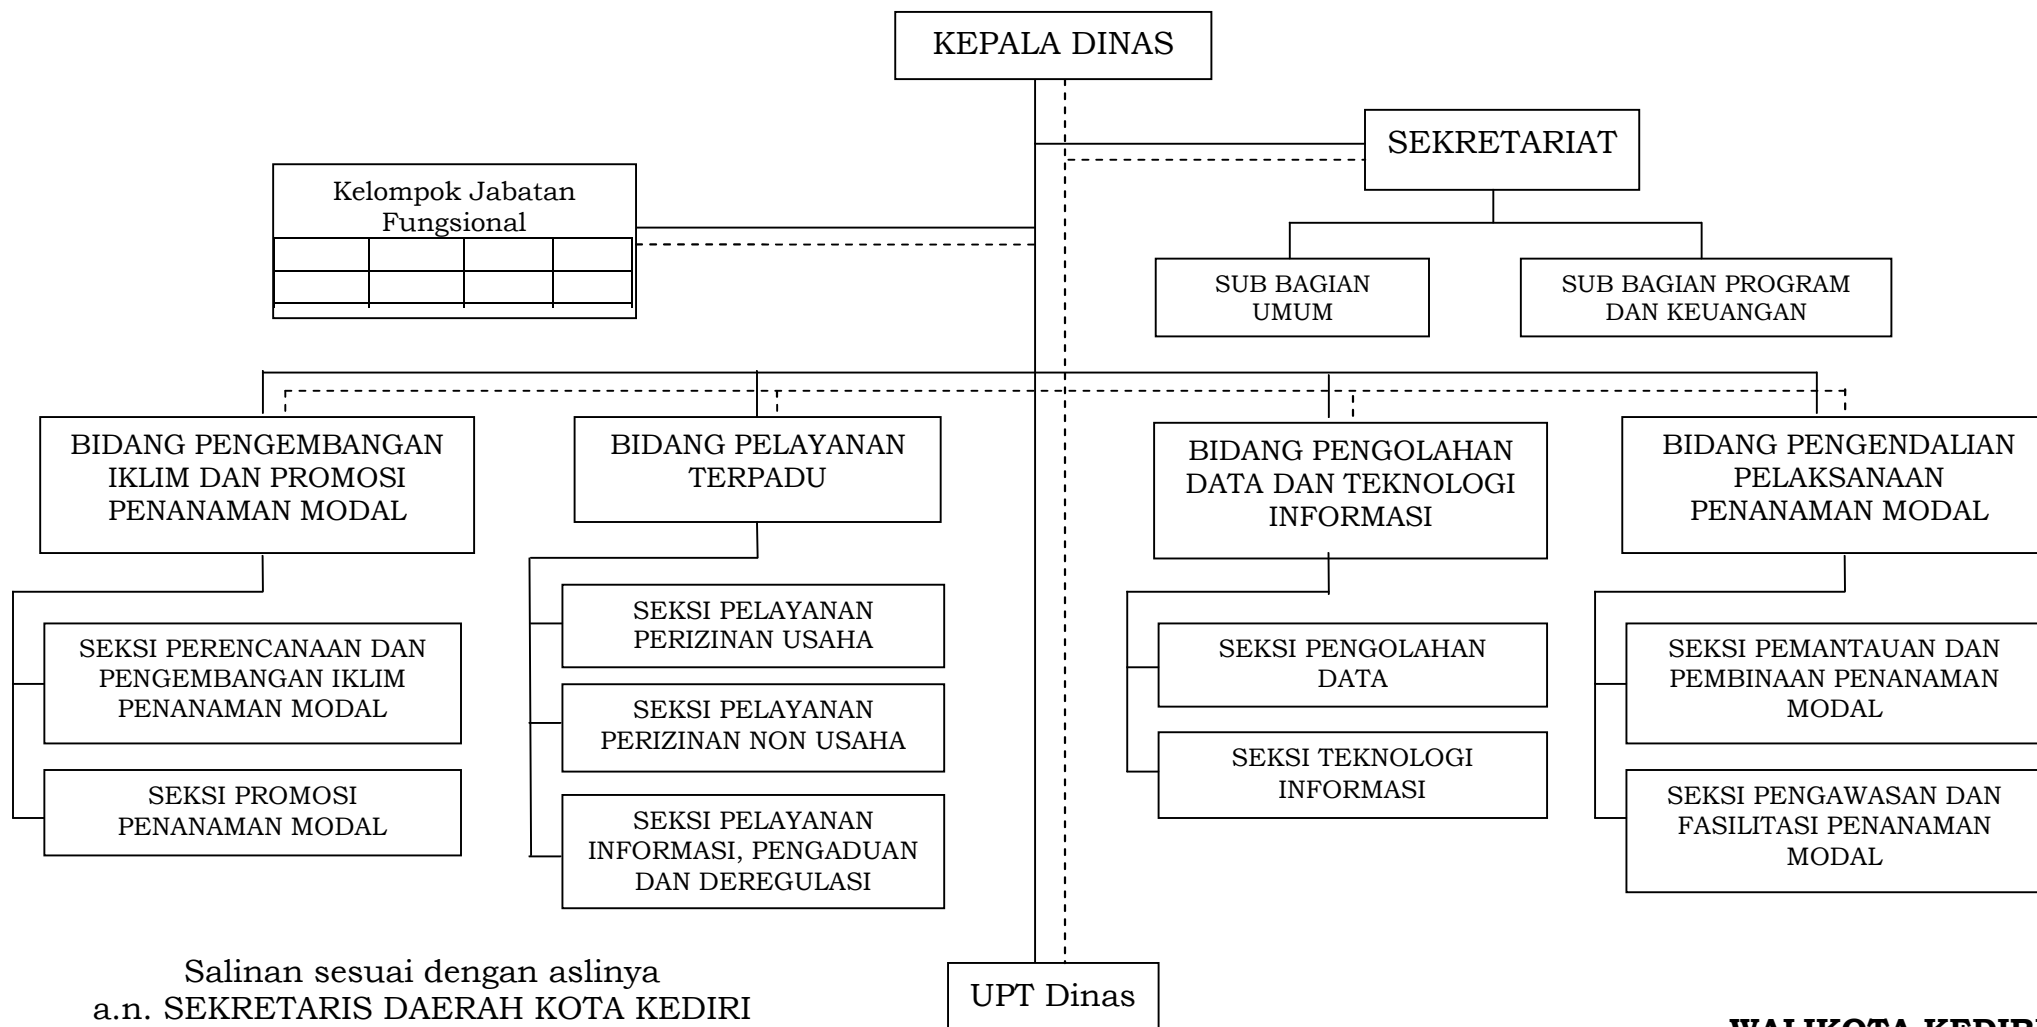 KEPALA DINAS
SEKRETARIAT
Kelompok Jabatan
Fungsional
SUB BAGIAN
UMUM
SUB BAGIAN PROGRAM
DAN KEUANGAN
BIDANG PENGEMBANGAN
IKLIM DAN PROMOSI
PENANAMAN MODAL
BIDANG PELAYANAN
TERPADU
BIDANG PENGOLAHAN
DATA DAN TEKNOLOGI
INFORMASI
BIDANG PENGENDALIAN
PELAKSANAAN
PENANAMAN MODAL
SEKSI PERENCANAAN DAN
PENGEMBANGAN IKLIM
PENANAMAN MODAL
SEKSI PROMOSI
PENANAMAN MODAL
SEKSI PELAYANAN
PERIZINAN USAHA
SEKSI PELAYANAN
PERIZINAN NON USAHA
SEKSI PELAYANAN
INFORMASI, PENGADUAN
DAN DEREGULASI
SEKSI PENGOLAHAN
DATA
SEKSI TEKNOLOGI
INFORMASI
SEKSI PEMANTAUAN DAN
PEMBINAAN PENANAMAN
MODAL
SEKSI PENGAWASAN DAN
FASILITASI PENANAMAN
MODAL
Salinan sesuai dengan aslinya
a.n. SEKRETARIS DAERAH KOTA KEDIRI
UPT Dinas
WALIKOTA KEDIRI